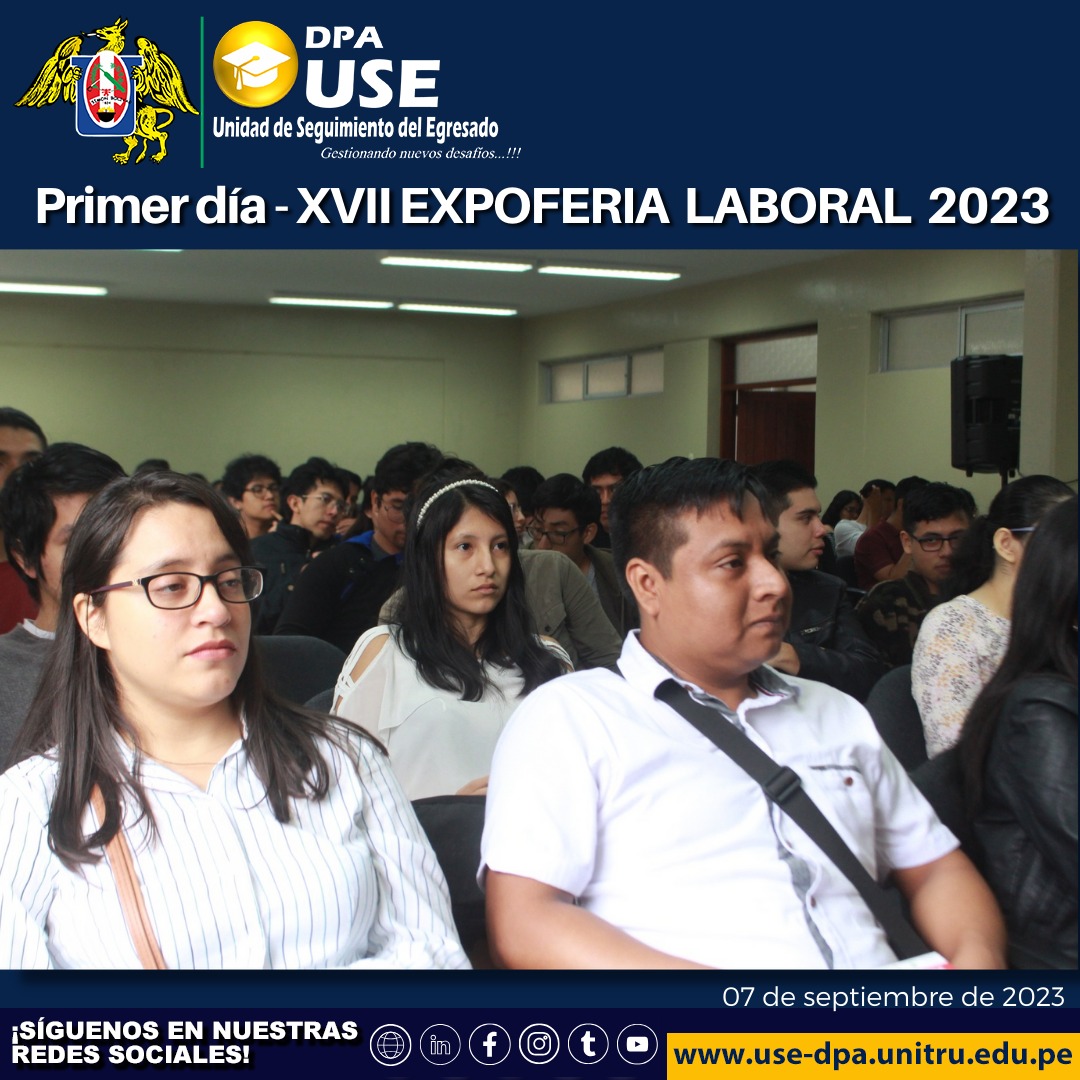 DPA
USE
Unidad de Seguimiento del Egresado
Gestionando nuevos desafíos...!!!
Primer día - XVII EXPOFERIA LABORAL 2023
07 de septiembre de 2023
¡SÍGUENOS EN NUESTRAS
REDES SOCIALES!
www.use-dpa.unitru.edu.pe